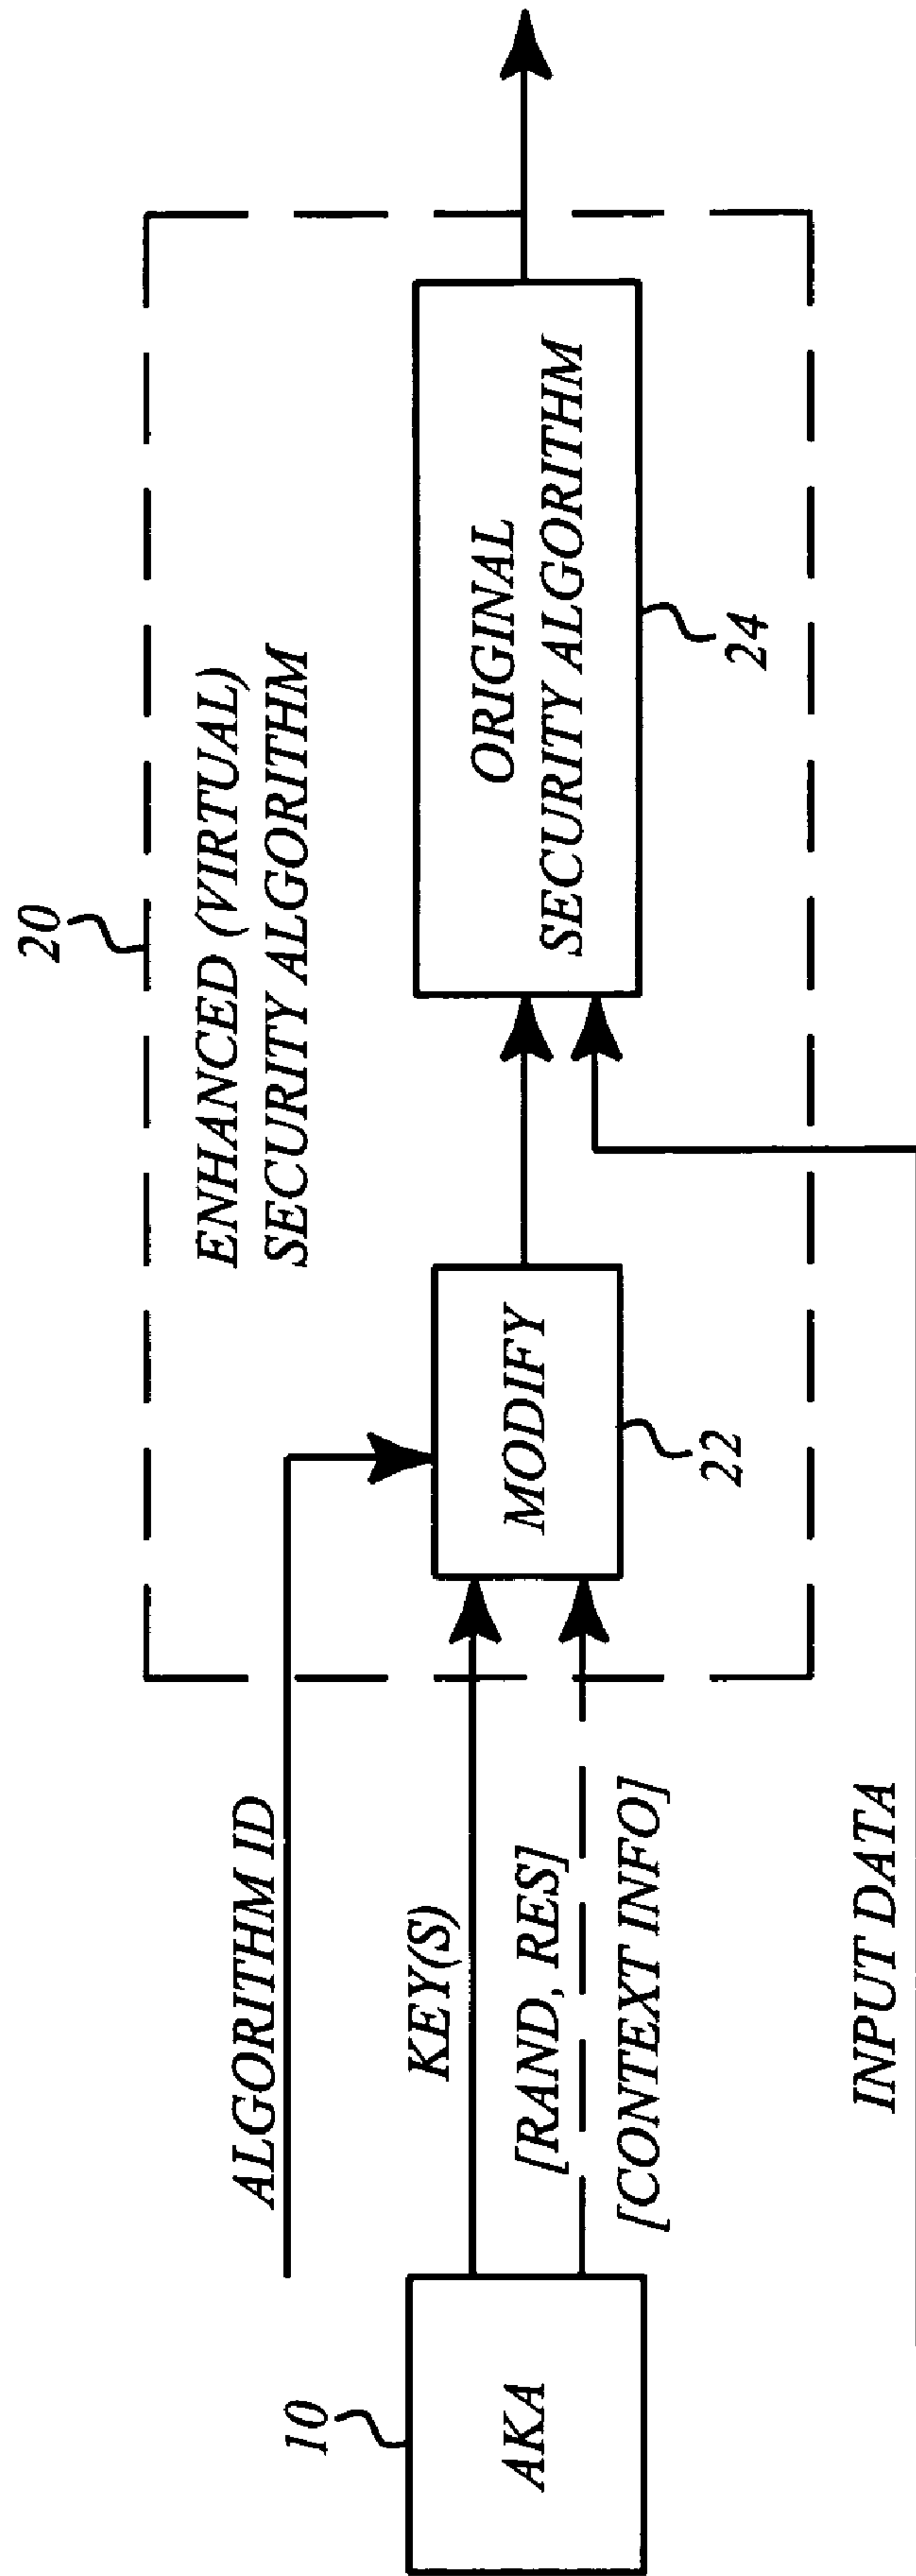 20
ENHANCED (VIRTUAL)
SECURITY ALGORITHM
ALGORITHM ID
10
AKA
KEY(S)
[RAND, RES]
[CONTEXT INFO]
MODIFY
22
ORIGINAL
SECURITY ALGORITHM
24
INPUT DATA